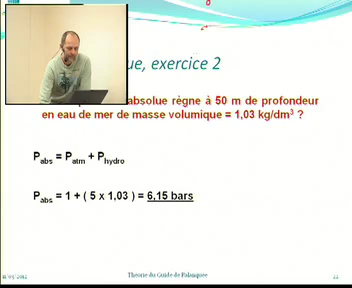 ue, exercice 2
absolue règne à 50 m de profondeur
en eau de mer de masse volumique = 1,03 kg/dm³ ?
Pabs = Patm + Phydro
Pabs = 1 + ( 5 x 1,03 ) = 6,15 bars
Théorie du Guide de Palanquée
22